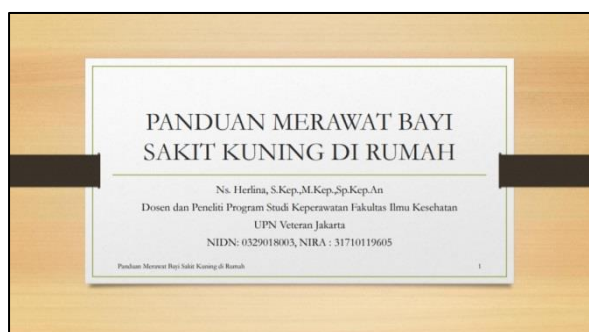 PANDUAN MERAWAT BAYI
SAKIT KUNING DI RUMAH
Ns. Herlina, S.Kep.,M.Kep.,Sp.Kep.An
Dosen dan Peneliti Program Studi Keperawatan Fakultas Ilmu Kesehatan
UPN Veteran Jakarta
NIDN: 0329018003, NIRA : 31710119605
Panduan Merawat Bayi Sakit Kuning di Rumah 1